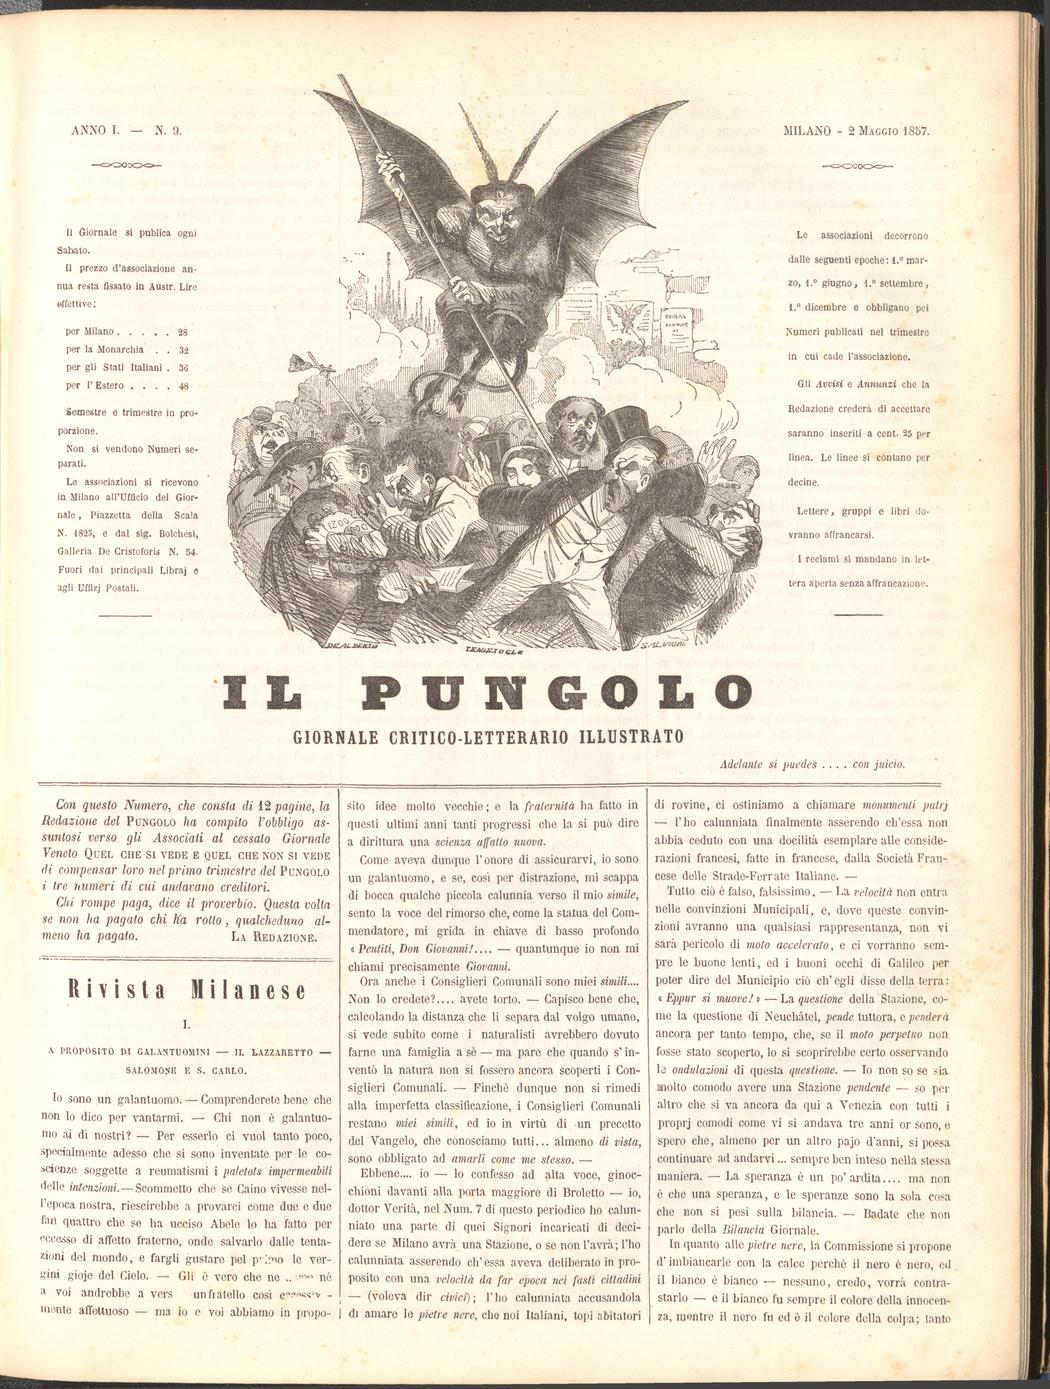 ANNO I. — N. 9.
MILANO - 2 MAGGIO 1857.
Il Giornale si publica ogni
Sabato.
Il prezzo d'associazione an-
nua resta fissato in Austr. Lire
effettive:
per Milano . . . . . 28
per la Monarchia . . 32
per gli Stati Italiani . 36
per l'Estero . . . . 48
Semestre e trimestre in pro-
porzione.
Non si vendono Numeri se-
parati.
Le associazioni si ricevono
in Milano all'Ufficio del Gior-
nale, Piazzetta della Scala
N. 1825, e dal sig. Bolchesi,
Galleria De Cristoforis N. 54.
Fuori dai principali Libraj e
agli Uffizj Postali.
Le associazioni decorrono
dalle seguenti epoche: 1.º mar-
zo, 1.º giugno, 1.º settembre,
1.º dicembre e obbligano pei
Numeri publicati nel trimestre
in cui cade l'associazione.
Gli Avvisi e Annunzi che la
Redazione crederà di accettare
saranno inseriti a cent. 25 per
linea. Le linee si contano per
decine.
Lettere, gruppi e libri do-
vranno affrancarsi.
I reclami si mandano in let-
tera aperta senza affrancazione.
DEALBERTIS
SALVIONI
IL PUNGOLO
GIORNALE CRITICO-LETTERARIO ILLUSTRATO
Adelante si puedes . . . . con juicio.
Con questo Numero, che consta di 12 pagine, la
Redazione del PUNGOLO ha compito l'obbligo as-
suntosi verso gli Associati al cessato Giornale
Veneto QUEL CHE SI VEDE E QUEL CHE NON SI VEDE
di compensar loro nel primo trimestre del PUNGOLO
i tre numeri di cui andavano creditori.
Chi rompe paga, dice il proverbio. Questa volta
se non ha pagato chi ha rotto, qualcheduno al-
meno ha pagato. LA REDAZIONE.
Rivista Milanese
I.
A PROPOSITO DI GALANTUOMINI — IL LAZZARETTO —
SALOMONE E S. CARLO.
Io sono un galantuomo. — Comprenderete bene che
non lo dico per vantarmi. — Chi non è galantuo-
mo ai dì nostri? — Per esserlo ci vuol tanto poco,
specialmente adesso che si sono inventate per le co-
scienze soggette a reumatismi i paletots impermeabili
delle intenzioni. — Scommetto che se Caino vivesse nel-
l'epoca nostra, riescirebbe a provarci come due e due
fan quattro che se ha ucciso Abele lo ha fatto per
eccesso di affetto fraterno, onde salvarlo dalle tenta-
zioni del mondo, e fargli gustare pel primo le ver-
gini gioje del Cielo. — Gli è vero che ne nè
a voi andrebbe a vers un fratello così
mente affettuoso — ma io e voi abbiamo in propo-
sito idee molto vecchie; e la fraternità ha fatto in
questi ultimi anni tanti progressi che la si può dire
a dirittura una scienza affatto nuova.
Come aveva dunque l'onore di assicurarvi, io sono
un galantuomo, e se, così per distrazione, mi scappa
di bocca qualche piccola calunnia verso il mio simile,
sento la voce del rimorso che, come la statua del Com-
mendatore, mi grida in chiave di basso profondo
« Pentiti, Don Giovanni!.... — quantunque io non mi
chiami precisamente Giovanni.
Ora anche i Consiglieri Comunali sono miei simili....
Non lo credete?.... avete torto. — Capisco bene che,
calcolando la distanza che li separa dal volgo umano,
si vede subito come i naturalisti avrebbero dovuto
farne una famiglia a sè — ma pare che quando s'in-
ventò la natura non si fossero ancora scoperti i Con-
siglieri Comunali. — Finchè dunque non si rimedi
alla imperfetta classificazione, i Consiglieri Comunali
restano miei simili, ed io in virtù di un precetto
del Vangelo, che conosciamo tutti... almeno di vista,
sono obbligato ad amarli come me stesso. —
Ebbene.... io — lo confesso ad alta voce, ginoc-
chioni davanti alla porta maggiore di Broletto — io,
dottor Verità, nel Num. 7 di questo periodico ho calun-
niato una parte di quei Signori incaricati di deci-
dere se Milano avrà una Stazione, o se non l'avrà; l'ho
calunniata asserendo ch'essa aveva deliberato in pro-
posito con una velocità da far epoca nei fasti cittadini
— (voleva dir civici); l'ho calunniata accusandola
di amare le pietre nere, che noi Italiani, topi abitatori
di rovine, ci ostiniamo a chiamare monumenti patrj
— l'ho calunniata finalmente asserendo ch'essa non
abbia ceduto con una docilità esemplare alle conside-
razioni francesi, fatte in francese, dalla Società Fran-
cese delle Strade-Ferrate Italiane. —
Tutto ciò è falso, falsissimo. — La velocità non entra
nelle convinzioni Municipali, e, dove queste convin-
zioni avranno una qualsiasi rappresentanza, non vi
sarà pericolo di moto accelerato, e ci vorranno sem-
pre le buone lenti, ed i buoni occhi di Galileo per
poter dire del Municipio ciò ch'egli disse della terra:
« Eppur si muove! » — La questione della Stazione, co-
me la questione di Neuchâtel, pende tuttora, e penderà
ancora per tanto tempo, che, se il moto perpetuo non
fosse stato scoperto, lo si scoprirebbe certo osservando
le ondulazioni di questa questione. — Io non so se sia
molto comodo avere una Stazione pendente — so per
altro che si va ancora da qui a Venezia con tutti i
proprj comodi come vi si andava tre anni or sono, e
spero che, almeno per un altro pajo d'anni, si possa
continuare ad andarvi... sempre ben inteso nella stessa
maniera. — La speranza è un po' ardita.... ma non
è che una speranza, e le speranze sono la sola cosa
che non si pesi sulla bilancia. — Badate che non
parlo della Bilancia Giornale.
In quanto alle pietre nere, la Commissione si propone
d'imbiancarle con la calce perchè il nero è nero, ed
il bianco è bianco — nessuno, credo, vorrà contra-
starlo — e il bianco fu sempre il colore della innocen-
za, mentre il nero fu ed è il colore della colpa; tanto